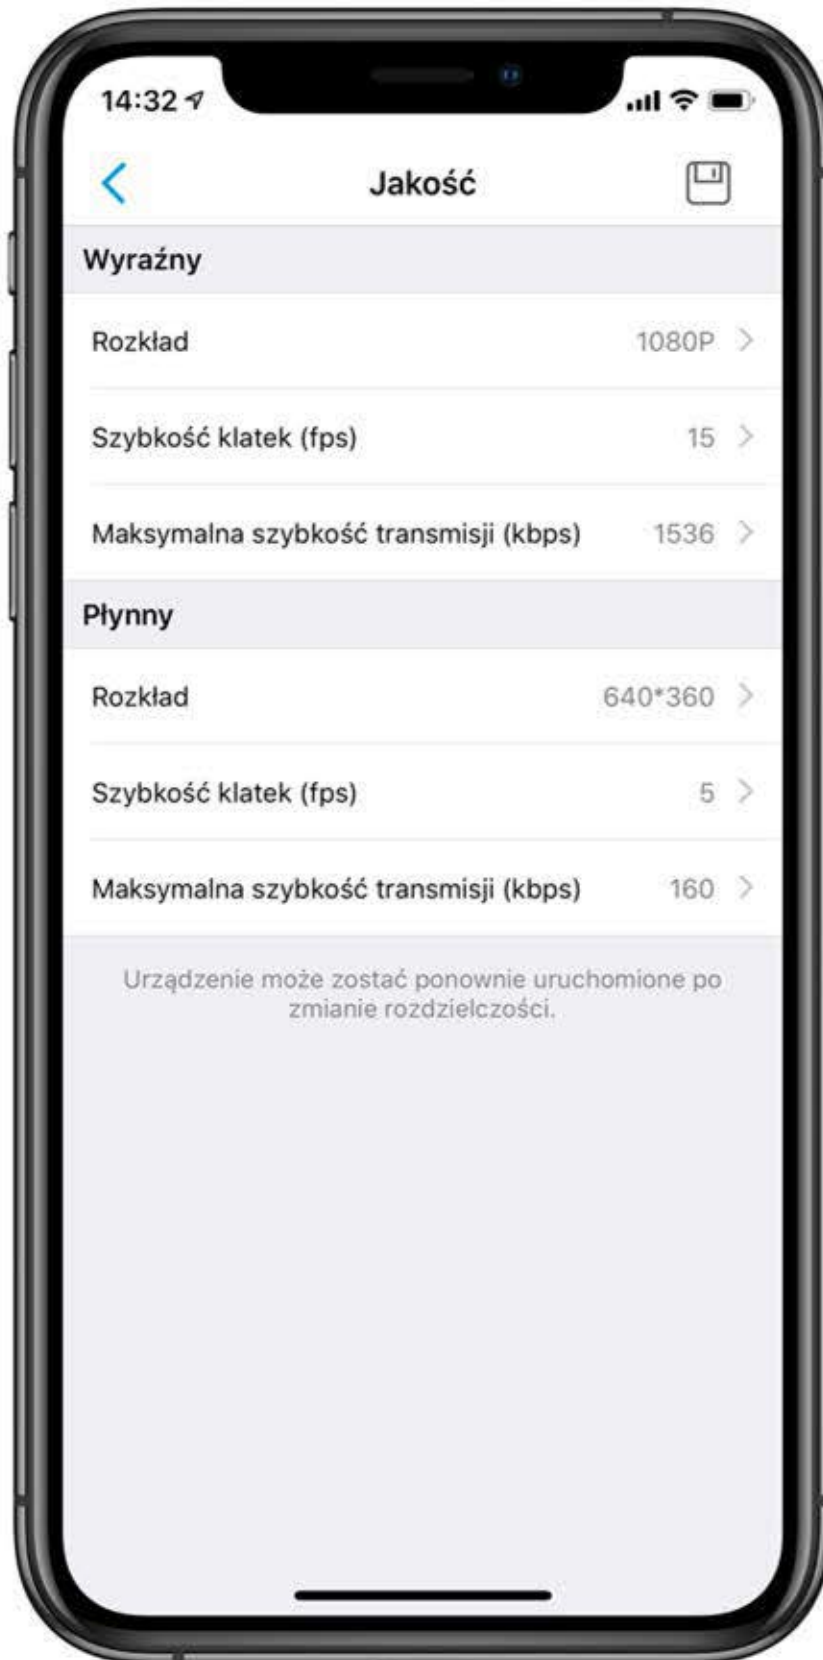 14:32
Jakość
Wyraźny
Rozkład 1080P
Szybkość klatek (fps) 15
Maksymalna szybkość transmisji (kbps) 1536
Płynny
Rozkład 640*360
Szybkość klatek (fps) 5
Maksymalna szybkość transmisji (kbps) 160
Urządzenie może zostać ponownie uruchomione po
zmianie rozdzielczości.